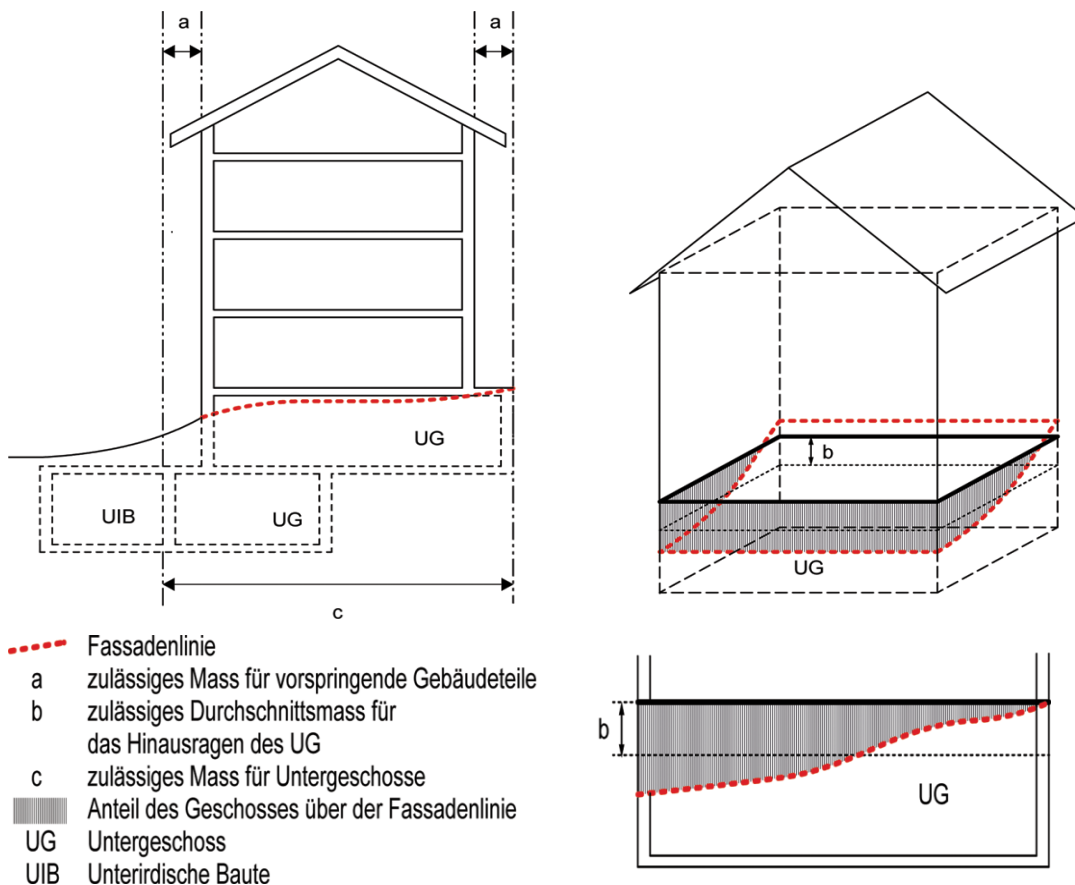 a
a
UG
UIB
UG
c
b
UG
Fassadenlinie
a zulässiges Mass für vorspringende Gebäudeteile
b zulässiges Durchschnittsmass für
das Hinausragen des UG
c zulässiges Mass für Untergeschosse
Anteil des Geschosses über der Fassadenlinie
UG Untergeschoss
UIB Unterirdische Baute
b
UG